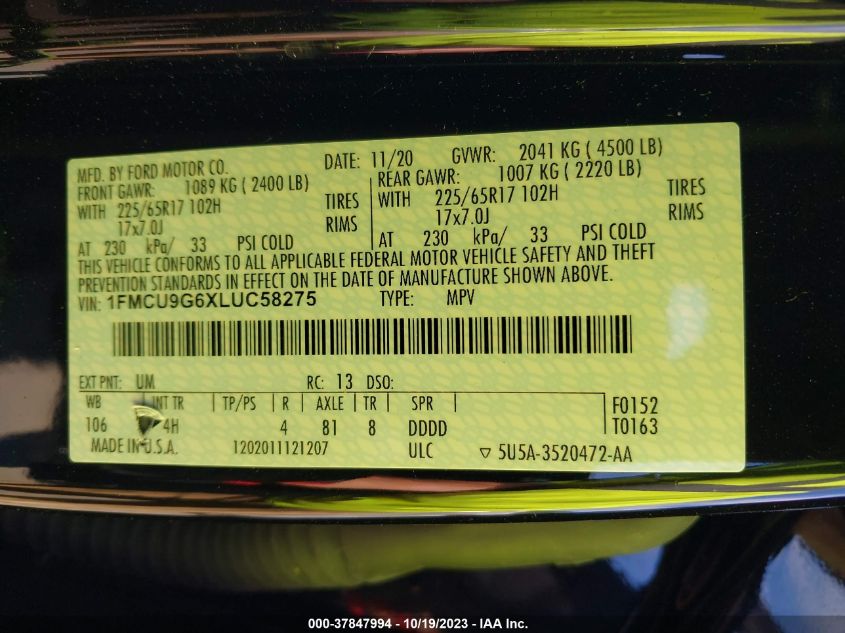 MFD. BY FORD MOTOR CO. DATE: 11/20 GVWR: 2041 KG ( 4500 LB)
FRONT GAWR: 1089 KG ( 2400 LB) REAR GAWR: 1007 KG ( 2220 LB)
WITH 225/65R17 102H TIRES WITH 225/65R17 102H TIRES
17x7.0J RIMS 17x7.0J RIMS
AT 230 kPa/ 33 PSI COLD AT 230 kPa/ 33 PSI COLD
THIS VEHICLE CONFORMS TO ALL APPLICABLE FEDERAL MOTOR VEHICLE SAFETY AND THEFT
PREVENTION STANDARDS IN EFFECT ON THE DATE OF MANUFACTURE SHOWN ABOVE.
VIN: 1FMCU9G6XLUC58275 TYPE: MPV
EXT PNT: UM RC: 13 DSO:
WB INT TR TP/PS R AXLE TR SPR F0152
106 4H 4 81 8 DDDD T0163
MADE IN U.S.A. 1202011121207 ULC ▽ 5U5A-3520472-AA
000-37847994 - 10/19/2023 - IAA Inc.